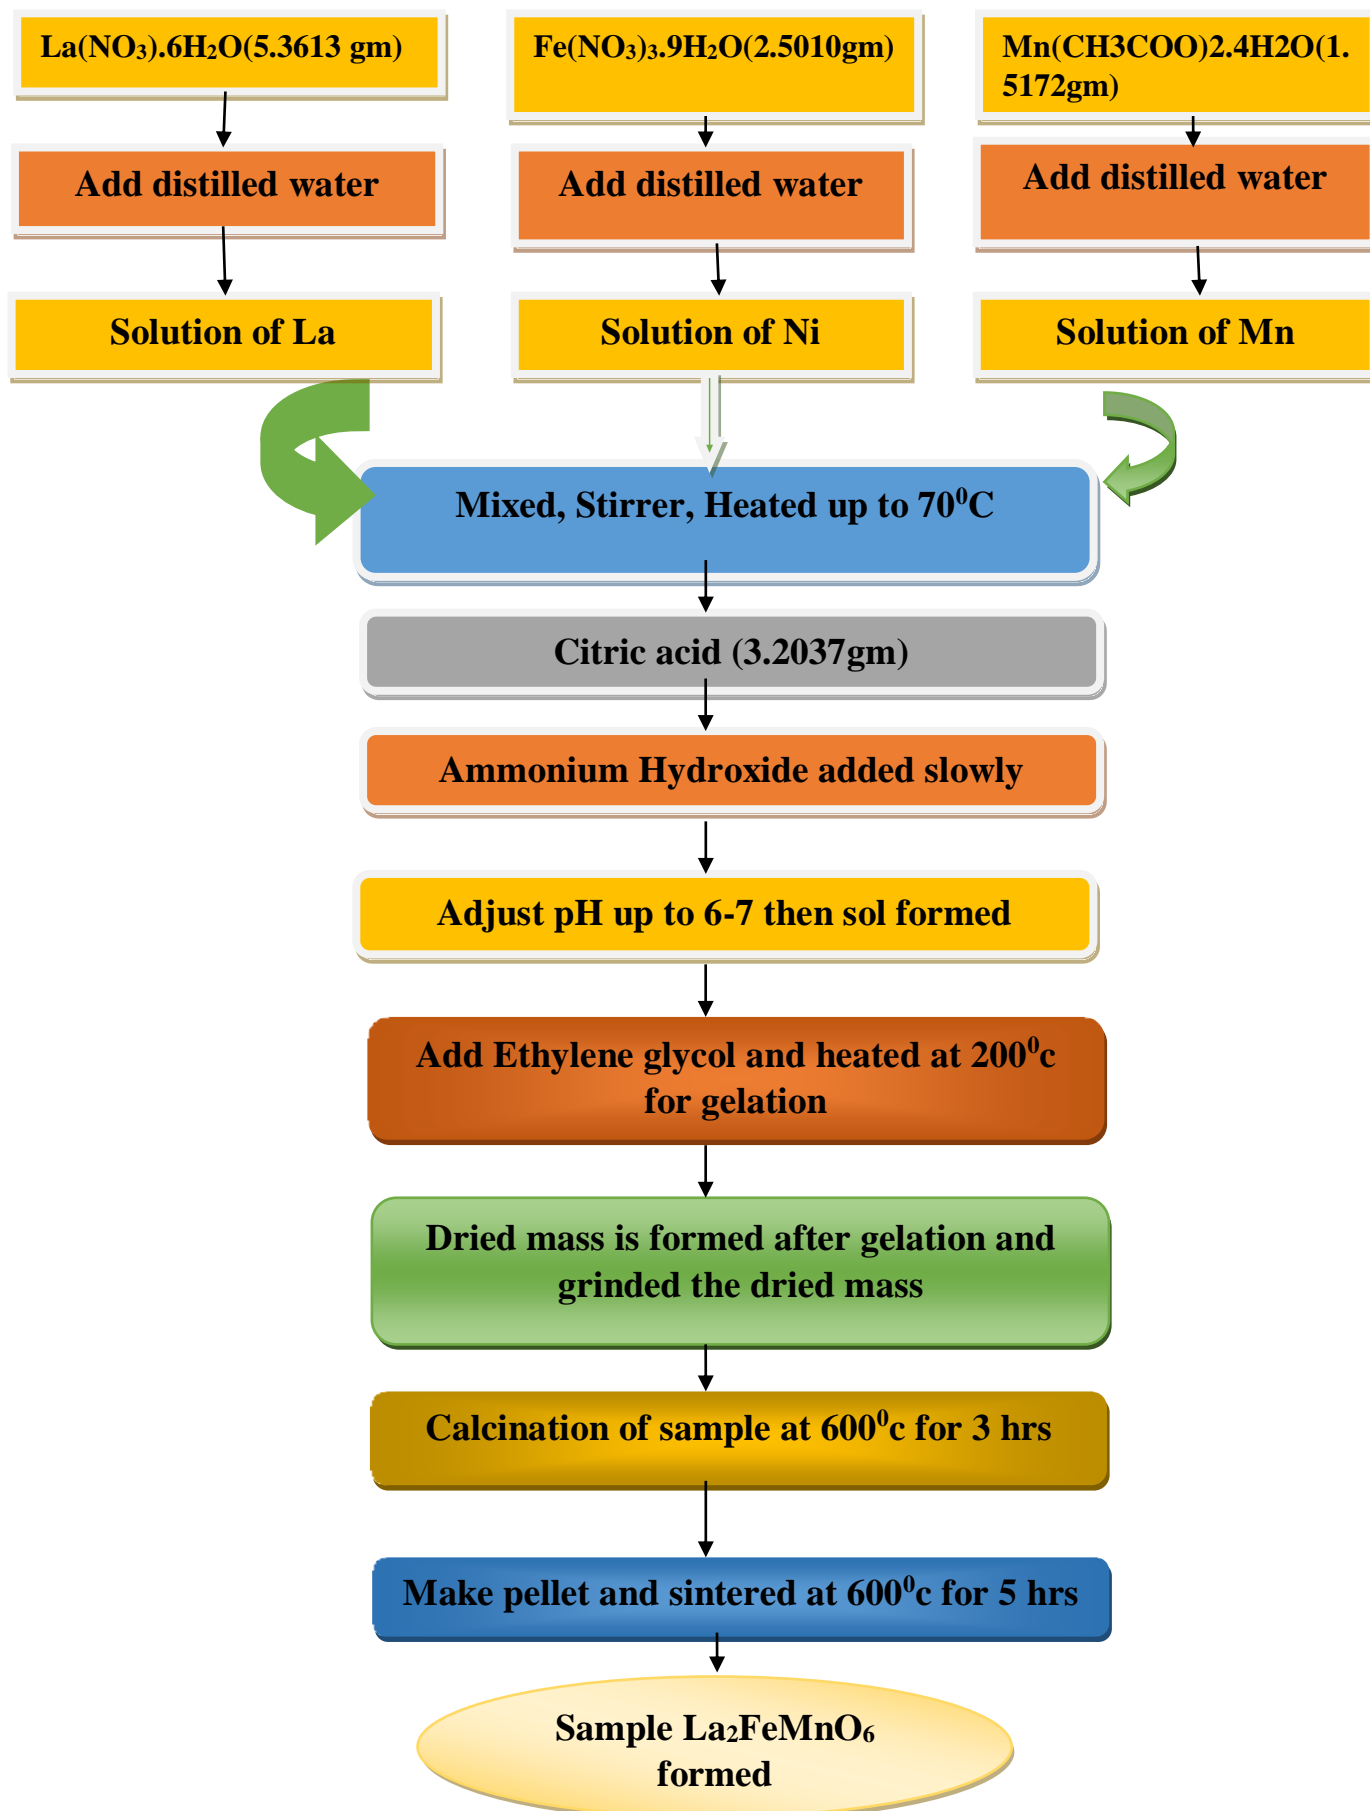 La(NO₃).6H₂O(5.3613 gm)
Fe(NO₃)₃.9H₂O(2.5010gm)
Mn(CH3COO)2.4H2O(1.
5172gm)
Add distilled water
Add distilled water
Add distilled water
Solution of La
Solution of Ni
Solution of Mn
Mixed, Stirrer, Heated up to 70⁰C
Citric acid (3.2037gm)
Ammonium Hydroxide added slowly
Adjust pH up to 6-7 then sol formed
Add Ethylene glycol and heated at 200⁰c
for gelation
Dried mass is formed after gelation and
grinded the dried mass
Calcination of sample at 600⁰c for 3 hrs
Make pellet and sintered at 600⁰c for 5 hrs
Sample La₂FeMnO₆
formed